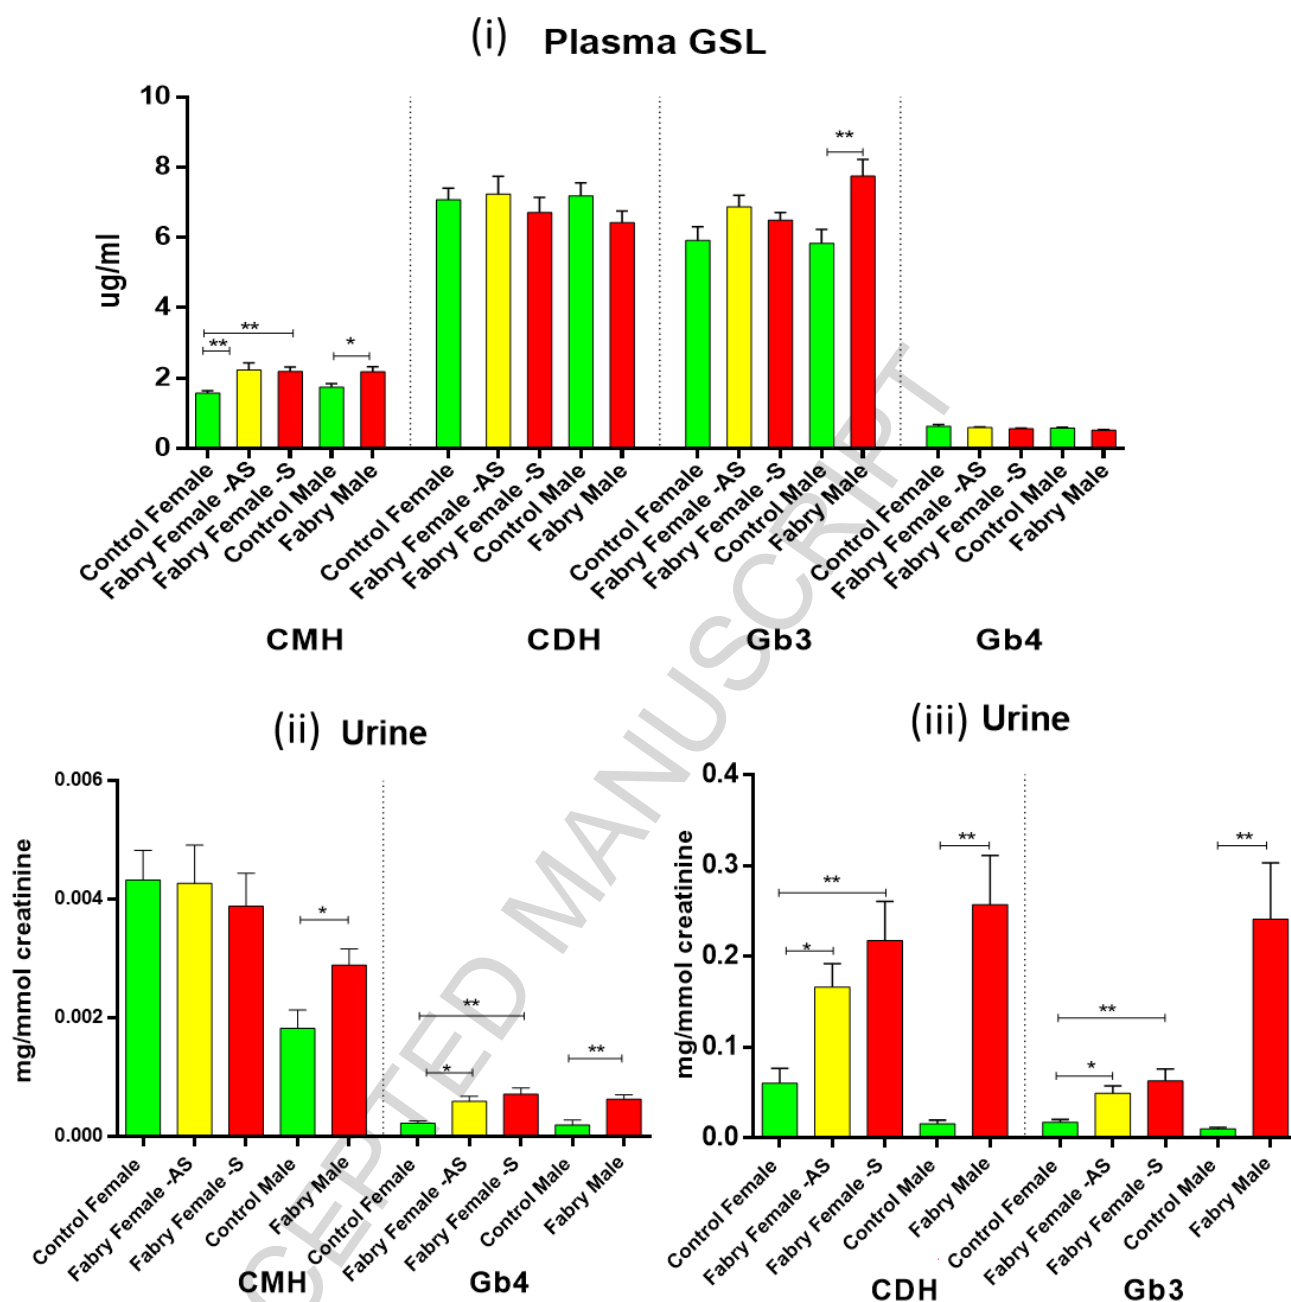 (i) Plasma GSL
10
8
6
4
2
0
ug/ml
**
**
*
**
Control Female
Fabry Female -AS
Fabry Female -S
Control Male
Fabry Male
Control Female
Fabry Female -AS
Fabry Female -S
Control Male
Fabry Male
Control Female
Fabry Female -AS
Fabry Female -S
Control Male
Fabry Male
Control Female
Fabry Female -AS
Fabry Female -S
Control Male
Fabry Male
CMH CDH Gb3 Gb4
(ii) Urine
0.006
0.004
0.002
0.000
mg/mmol creatinine
*
**
*
**
Control Female
Fabry Female -AS
Fabry Female -S
Control Male
Fabry Male
Control Female
Fabry Female -AS
Fabry Female -S
Control Male
Fabry Male
CMH Gb4
(iii) Urine
0.4
0.3
0.2
0.1
0.0
mg/mmol creatinine
**
*
**
**
*
**
Control Female
Fabry Female -AS
Fabry Female -S
Control Male
Fabry Male
Control Female
Fabry Female -AS
Fabry Female -S
Control Male
Fabry Male
CDH Gb3
CEPTED MANUSCRIPT